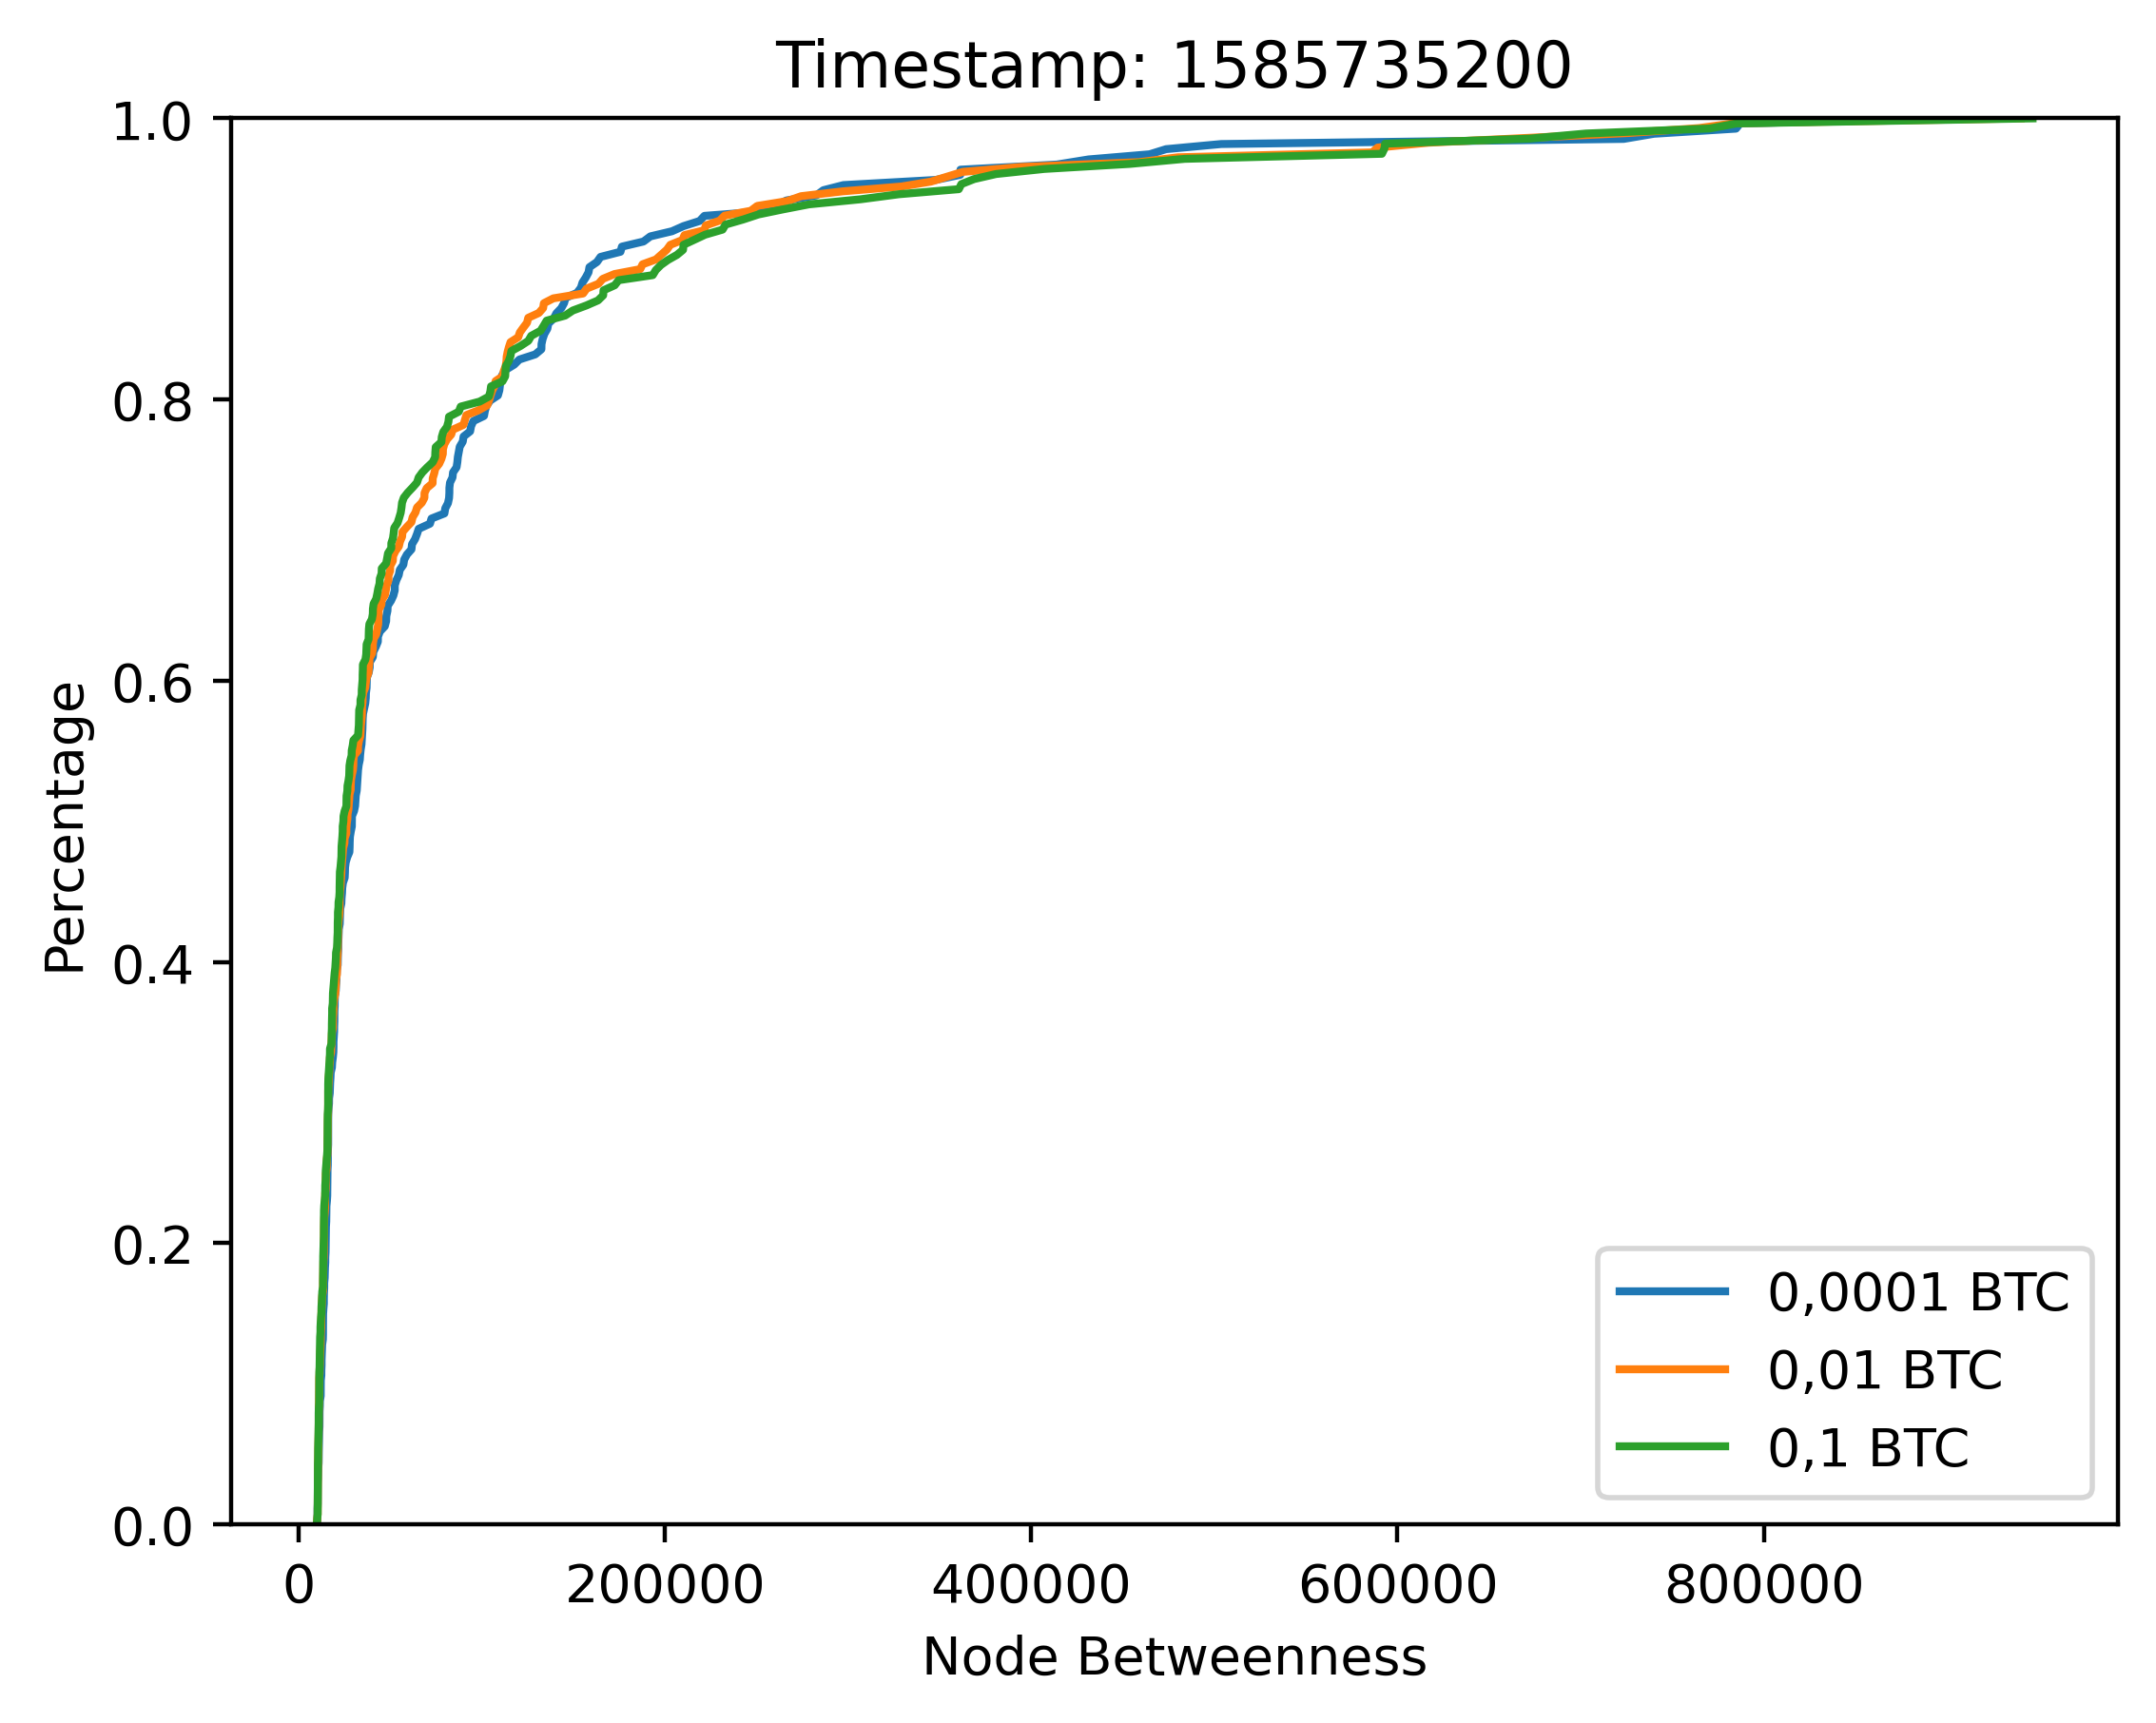 Timestamp: 1585735200
1.0
0.8
0.6
0.4
0.2
0.0
Percentage
0
200000
400000
600000
800000
Node Betweenness
0,0001 BTC
0,01 BTC
0,1 BTC